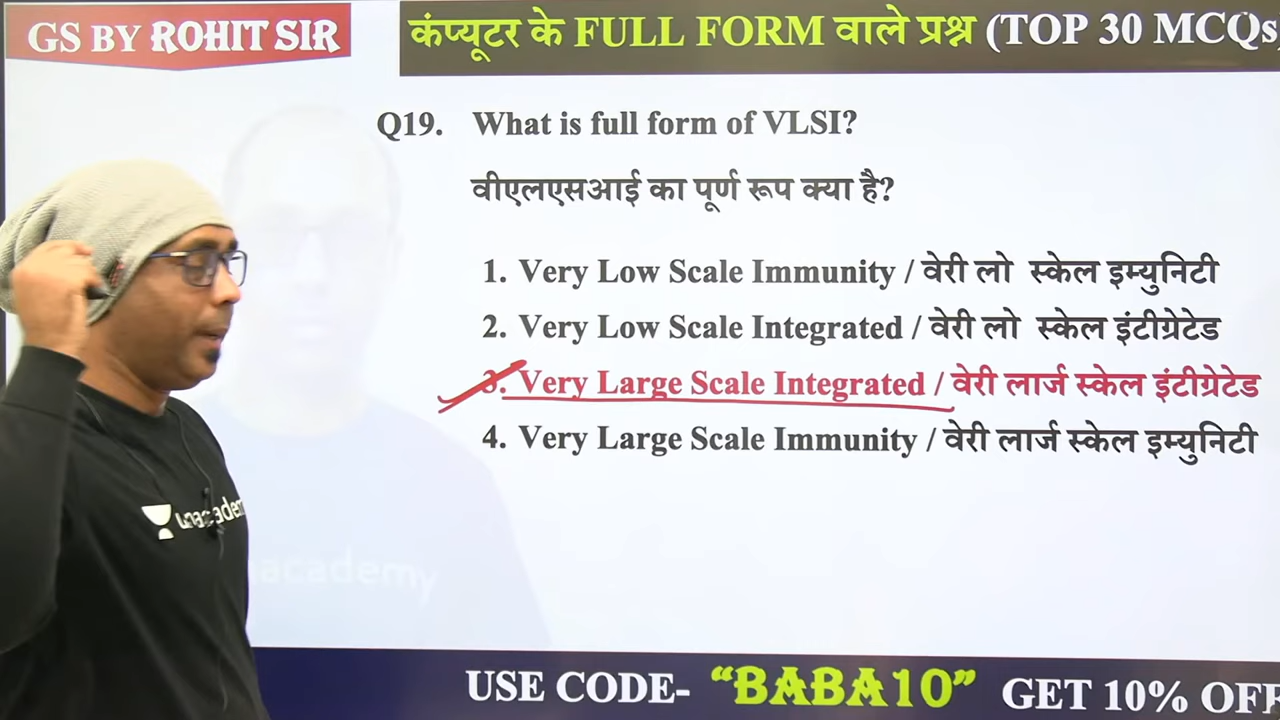 GS BY ROHIT SIR
कंप्यूटर के FULL FORM वाले प्रश्न (TOP 30 MCQs
Q19. What is full form of VLSI?
वीएलएसआई का पूर्ण रूप क्या है?
1. Very Low Scale Immunity / वेरी लो स्केल इम्युनिटी
2. Very Low Scale Integrated / वेरी लो स्केल इंटीग्रेटेड
3. Very Large Scale Integrated / वेरी लार्ज स्केल इंटीग्रेटेड
4. Very Large Scale Immunity / वेरी लार्ज स्केल इम्युनिटी
unacademy
nacademy
USE CODE- “BABA10” GET 10% OFF